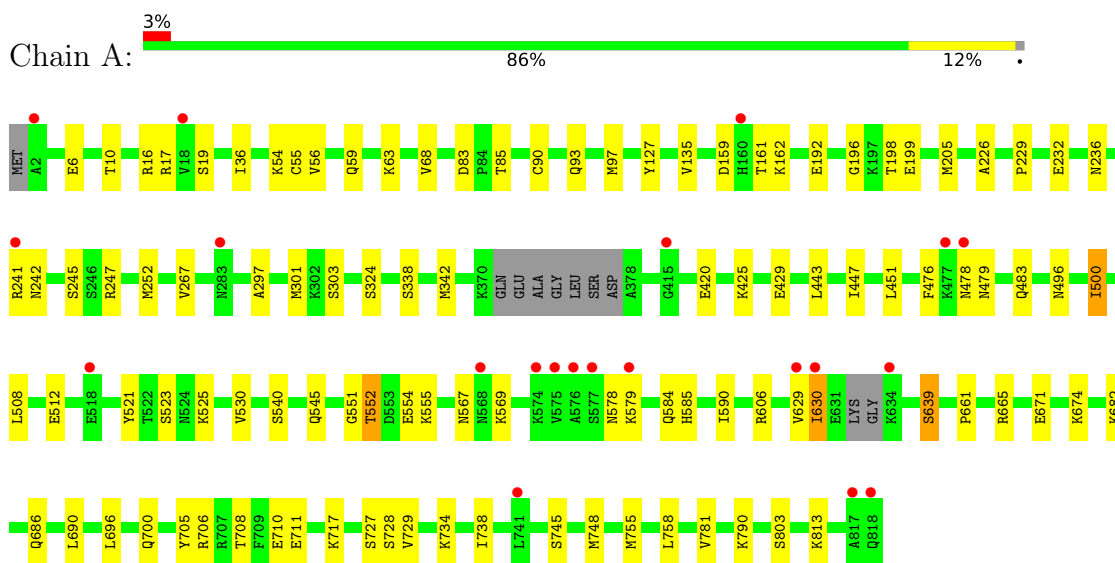 3%
Chain A:
86% 12% •
MET A2 E6 T10 R16 R17 V18 S19 I36 K54 C55 V56 Q59 K63 V68 D83 P84 T85 C90 Q93 M97 Y127 V135 D159 H160 T161 K162 E192 G196 K197 T198 E199 M205 A226 P229 E232 N236
R241 N242 S245 S246 R247 M252 V267 N283 A297 M301 K302 S303 S324 S338 M342 K370 GLN GLU ALA GLY LEU SER ASP A378 G415 E420 K425 E429 L443 I447 L451 F476 K477 N478 N479 Q483 N496 I500
L508 E512 E518 Y521 T522 S523 N524 K525 V530 S540 Q545 G551 T552 D553 E554 K555 N567 N568 K569 K574 V575 A576 S577 N578 K579 Q584 H585 I590 R606 V629 I630 E631 LYS GLY K634 S639 P661 R665 E671 K674 K682
Q686 L690 L696 Q700 Y705 R706 R707 T708 F709 E710 E711 K717 S727 S728 V729 K734 I738 L741 S745 M748 M755 L758 V781 K790 S803 K813 A817 Q818